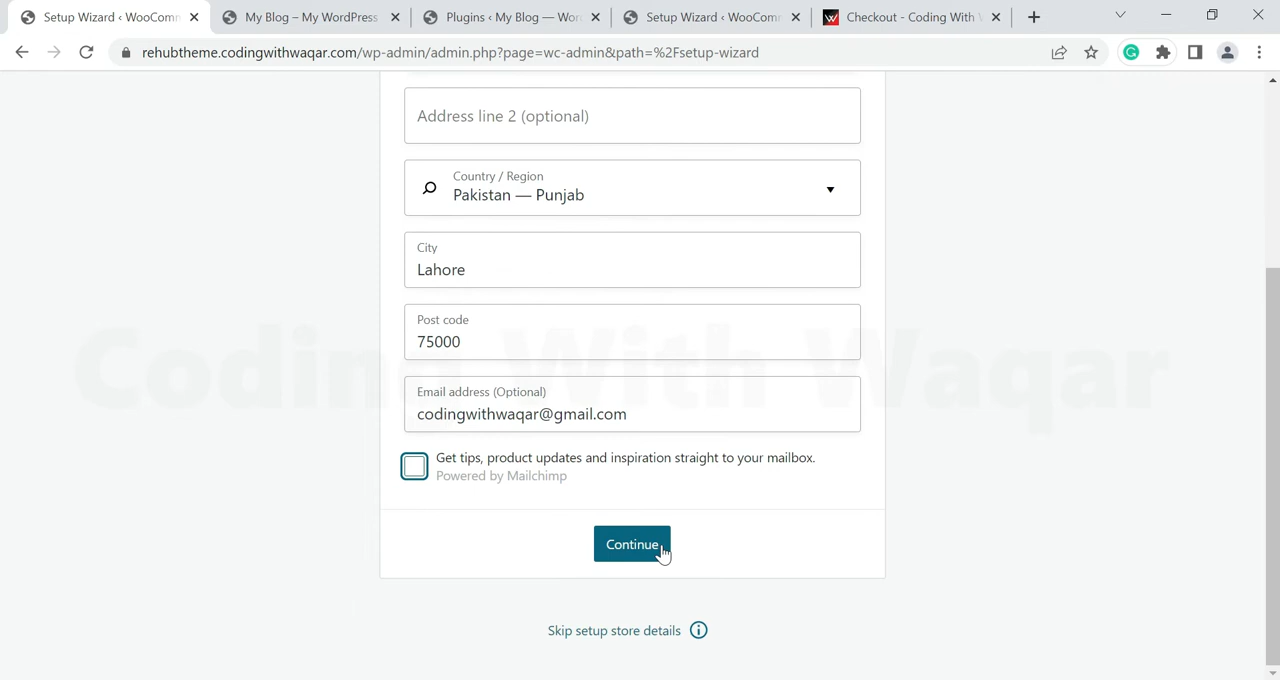 Setup Wizard ‹ WooComm
My Blog – My WordPress
Plugins ‹ My Blog — Wor
Setup Wizard ‹ WooComm
Checkout - Coding With
rehubtheme.codingwithwaqar.com/wp-admin/admin.php?page=wc-admin&path=%2Fsetup-wizard
Address line 2 (optional)
Country / Region
Pakistan — Punjab
City
Lahore
Post code
75000
Coding With Waqar
Email address (Optional)
codingwithwaqar@gmail.com
Get tips, product updates and inspiration straight to your mailbox.
Powered by Mailchimp
Continue
Skip setup store details